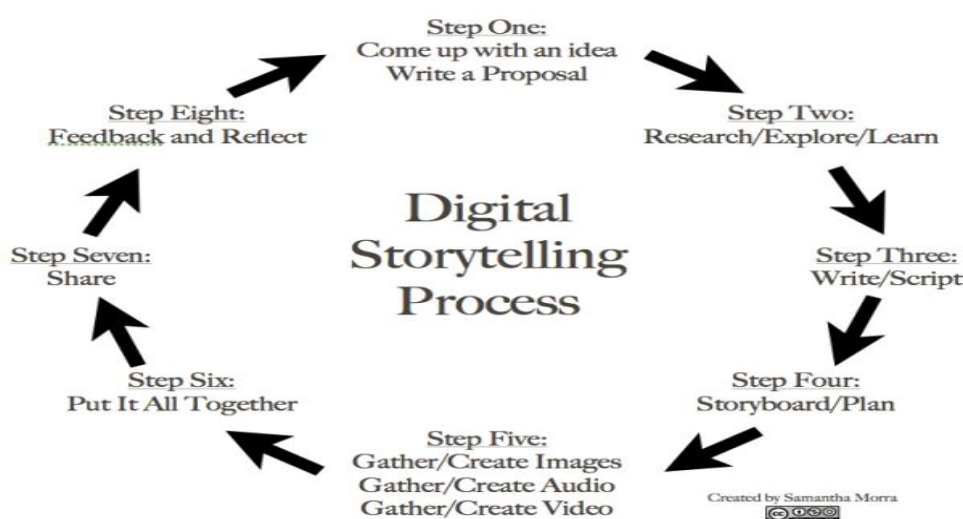 Step One:
Come up with an idea
Write a Proposal
Step Two:
Research/Explore/Learn
Step Three:
Write/Script
Step Four:
Storyboard/Plan
Step Five:
Gather/Create Images
Gather/Create Audio
Gather/Create Video
Step Six:
Put It All Together
Step Seven:
Share
Step Eight:
Feedback and Reflect
Digital
Storytelling
Process
Created by Samantha Morra